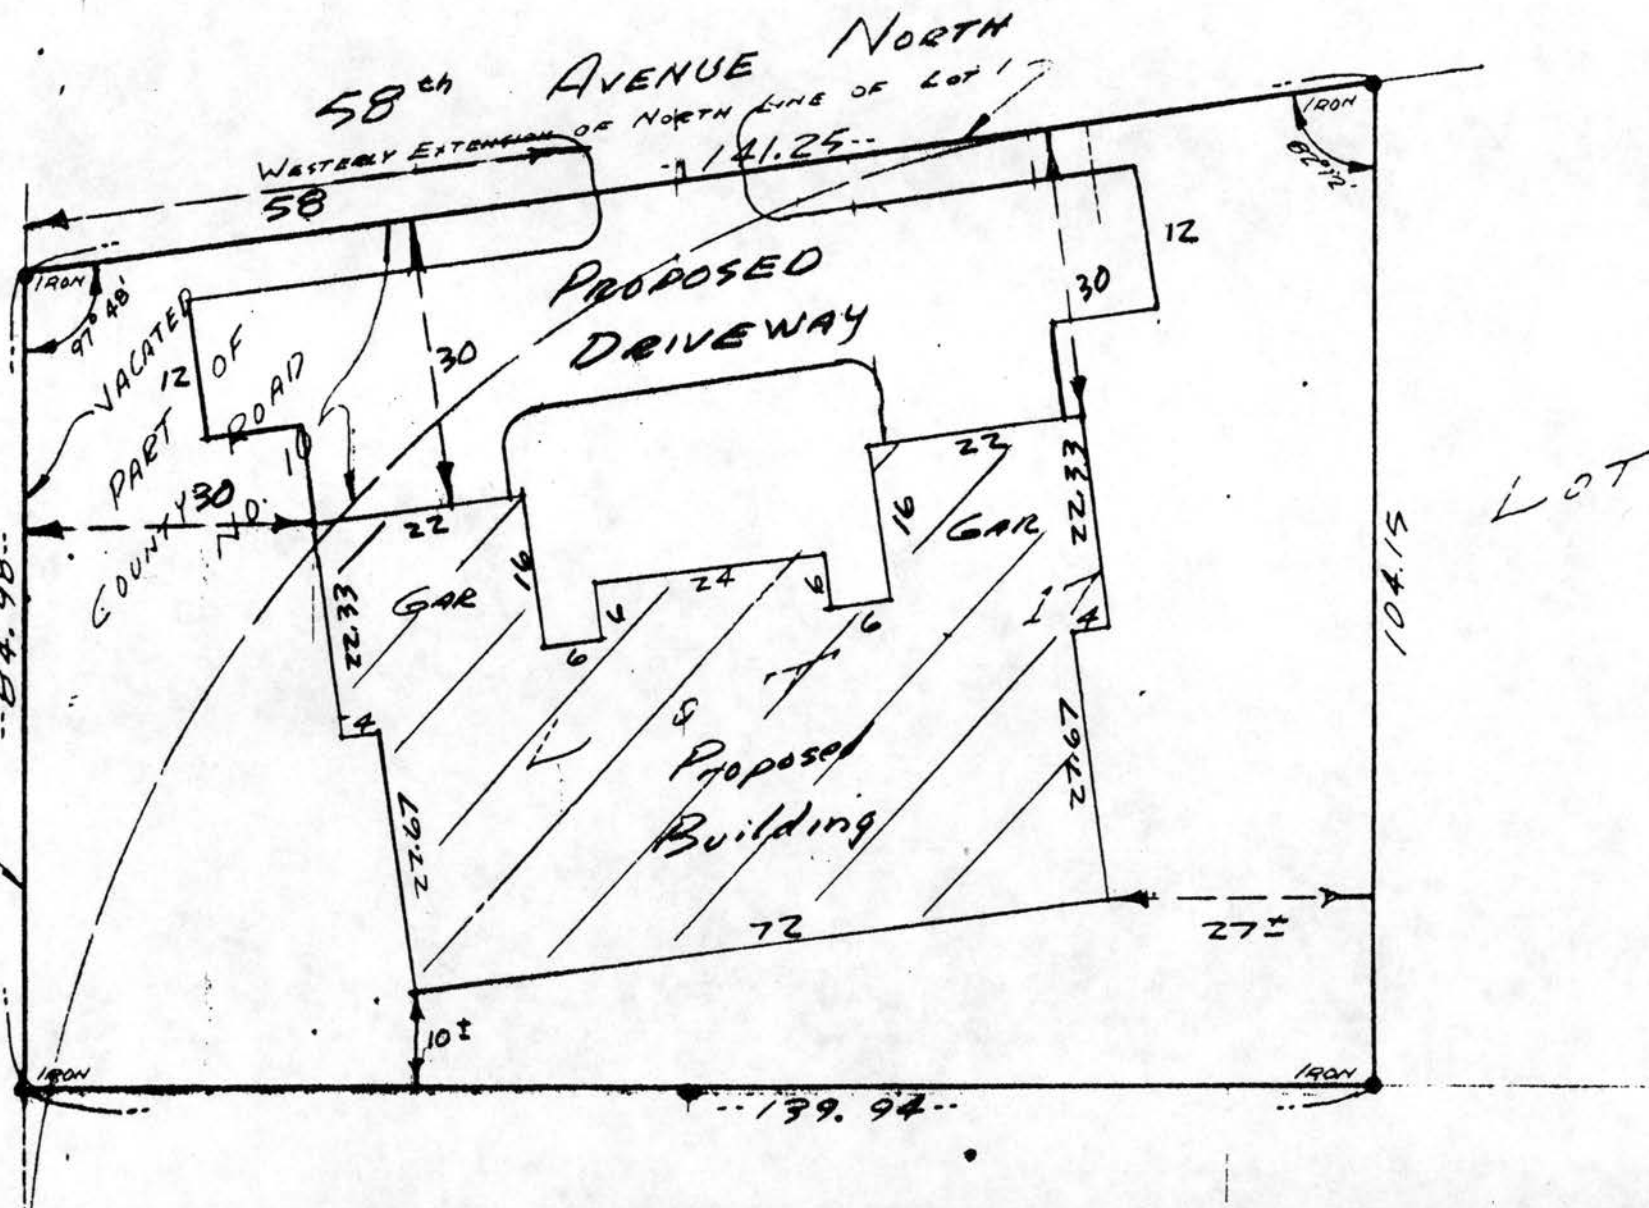 58th AVENUE NORTH
WESTERLY EXTENSION OF NORTH LINE OF LOT 1
--141.25--
58
IRON
IRON
97°48'
82°12'
VACATED
PART OF
COUNTY ROAD
NO. 10
PROPOSED
DRIVEWAY
12
12
30
30
30
22
22
16
16
GAR
GAR
22.33
22.33
24
6
6
6
6
4
4
1
LOT
--84.98--
104.15
Proposed
Building
27.67
27.67
72
27±
10±
IRON
IRON
--139.94--